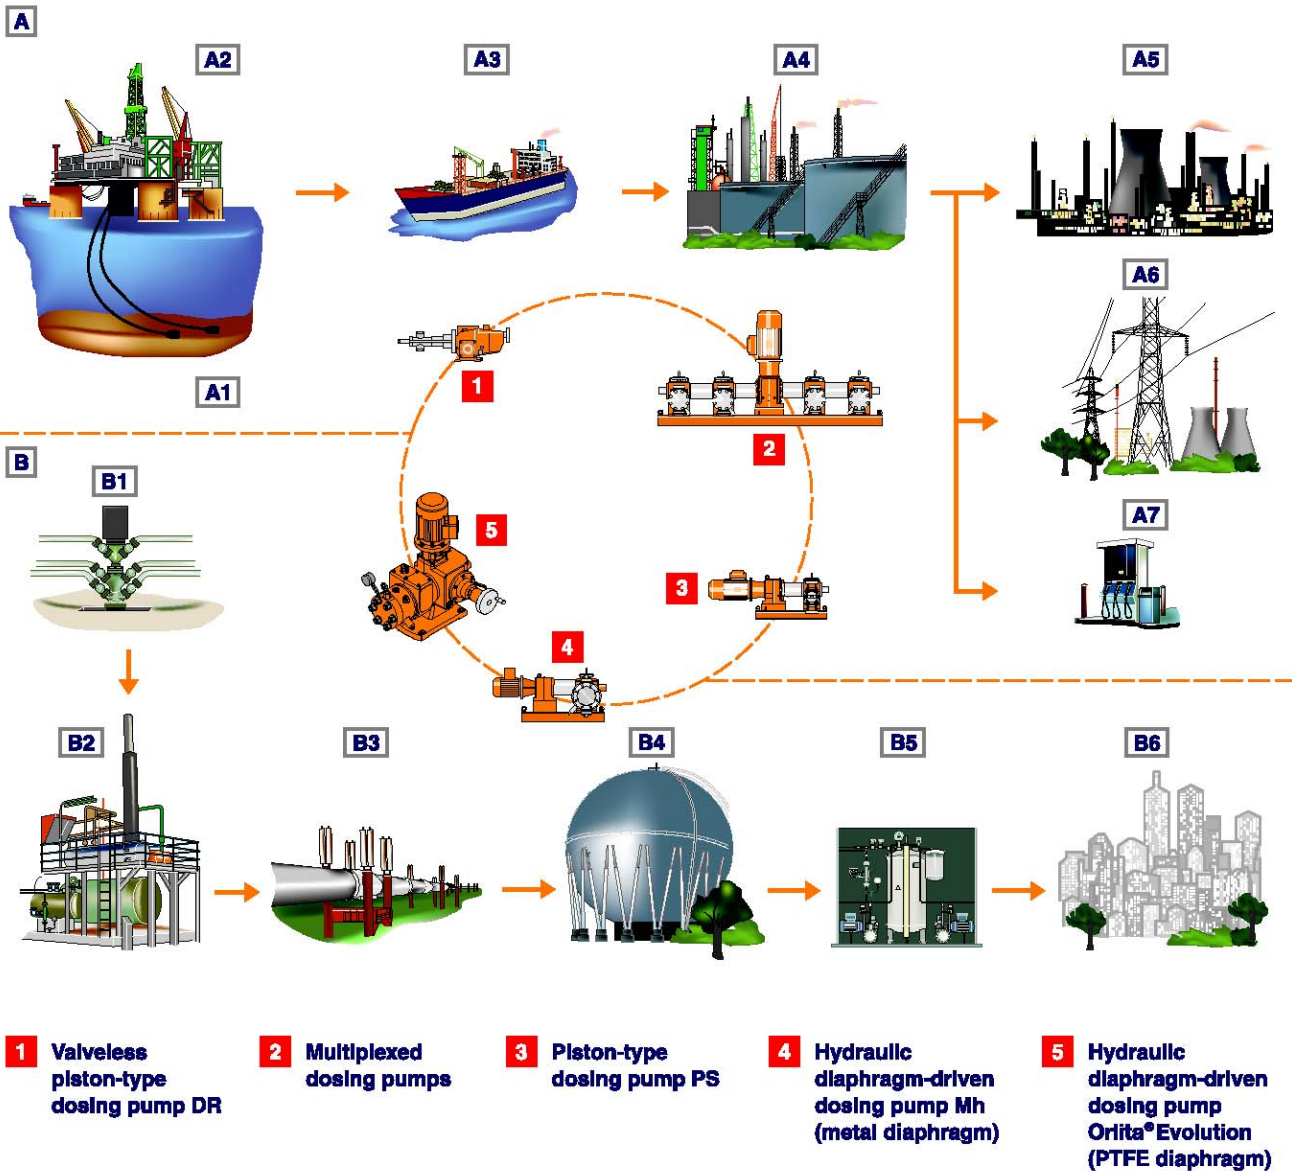 A
A2
A3
A4
A5
A6
A1
1
2
B
B1
5
A7
3
4
B2
B3
B4
B5
B6
1 Valveless
piston-type
dosing pump DR
2 Multiplexed
dosing pumps
3 Piston-type
dosing pump PS
4 Hydraulic
diaphragm-driven
dosing pump Mh
(metal diaphragm)
5 Hydraulic
diaphragm-driven
dosing pump
Orlita® Evolution
(PTFE diaphragm)